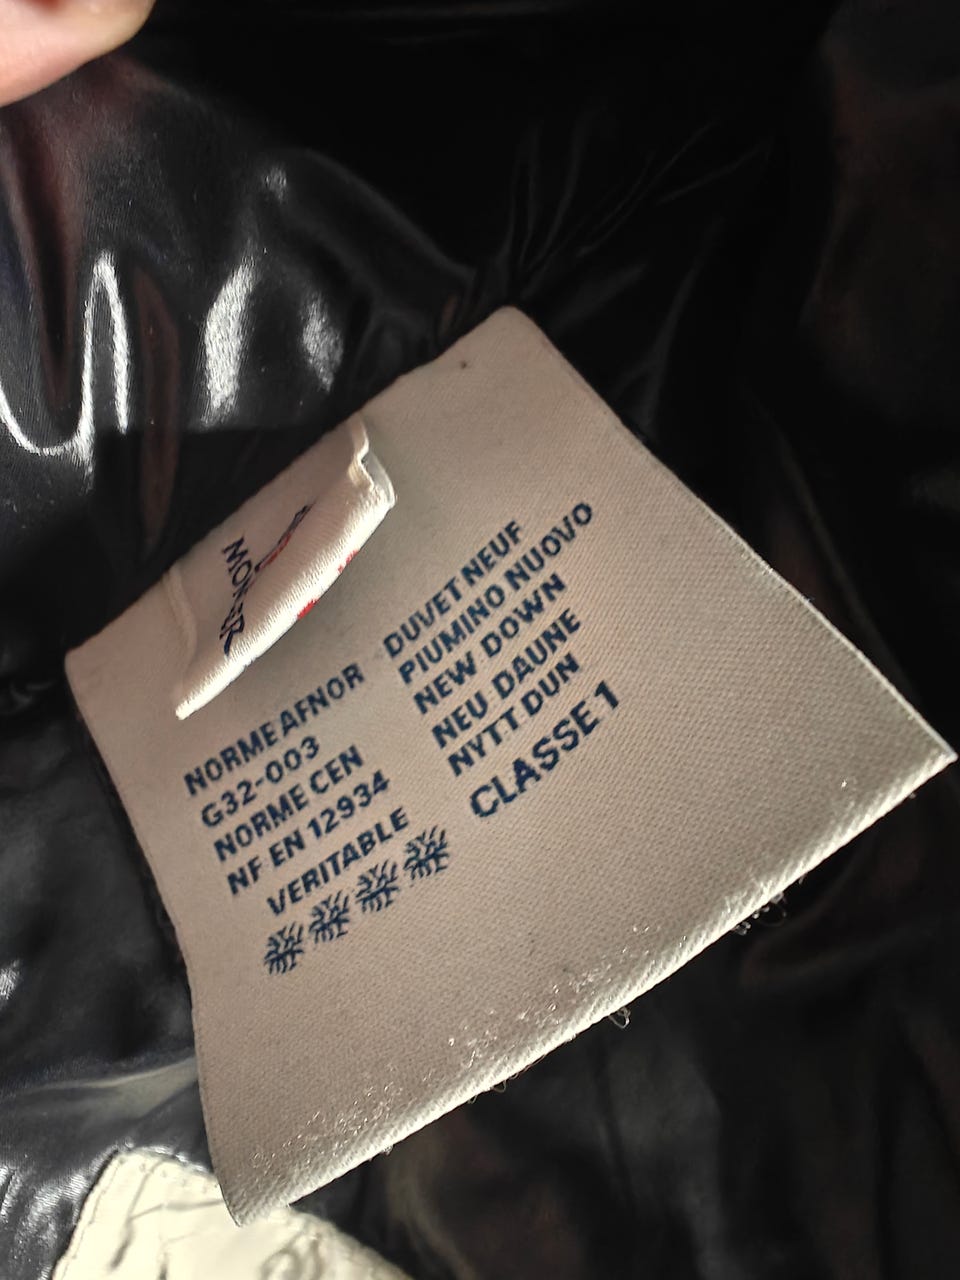 MONCLER
NORME AFNOR
G32-003
NORME CEN
NF EN 12934
VERITABLE
DUVET NEUF
PIUMINO NUOVO
NEW DOWN
NEU DAUNE
NYTT DUN
CLASSE 1